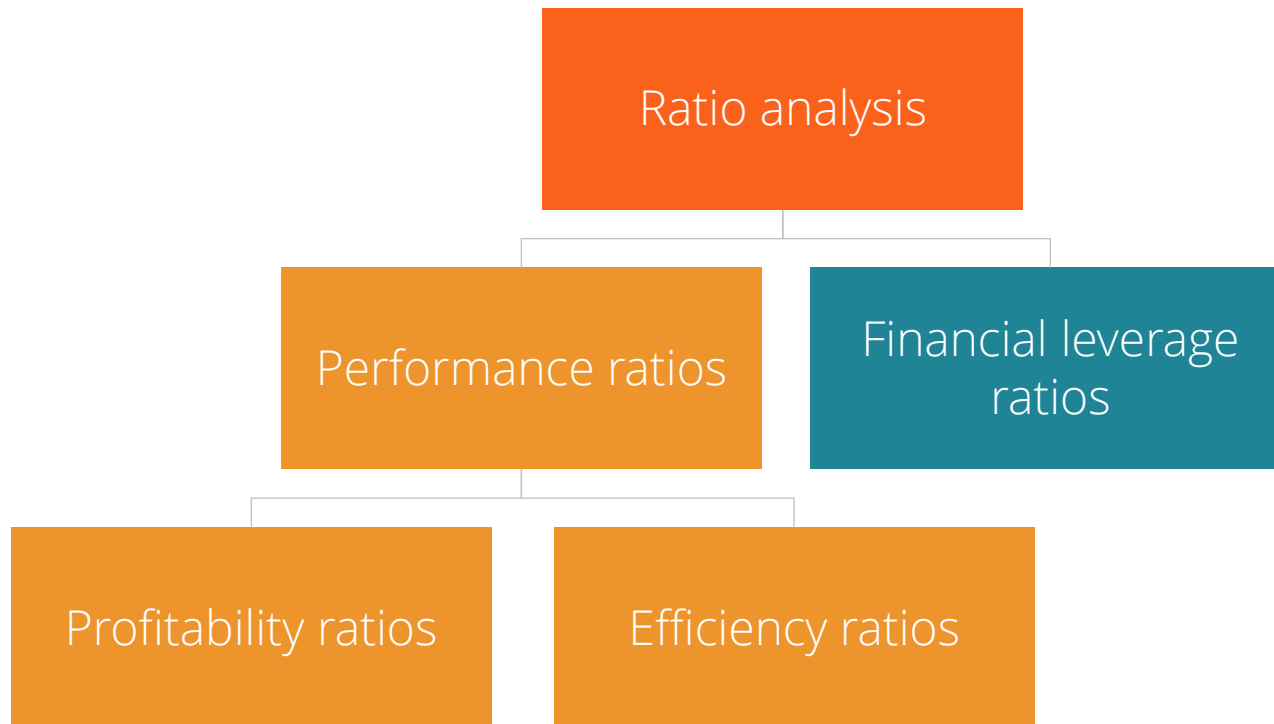 Ratio analysis
Performance ratios
Financial leverage
ratios
Profitability ratios
Efficiency ratios